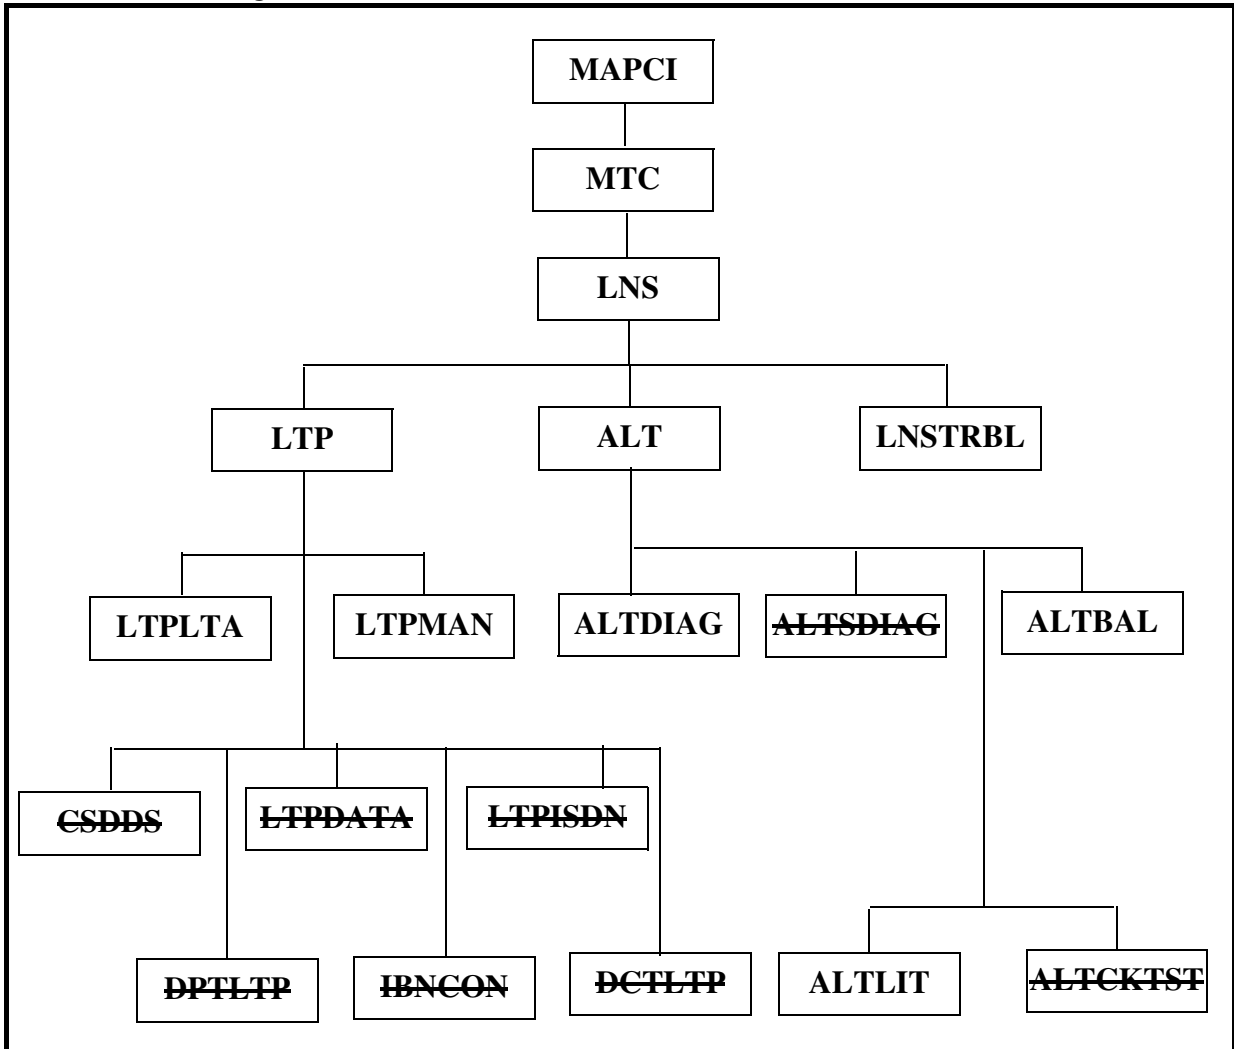 MAPCI
MTC
LNS
LTP
ALT
LNSTRBL
LTPLTA
LTPMAN
ALTDIAG
ALTSDIAG
ALTBAL
CSDDS
LTPDATA
LTPISDN
DPTLTP
IBNCON
DCTLTP
ALTLIT
ALTCKTST